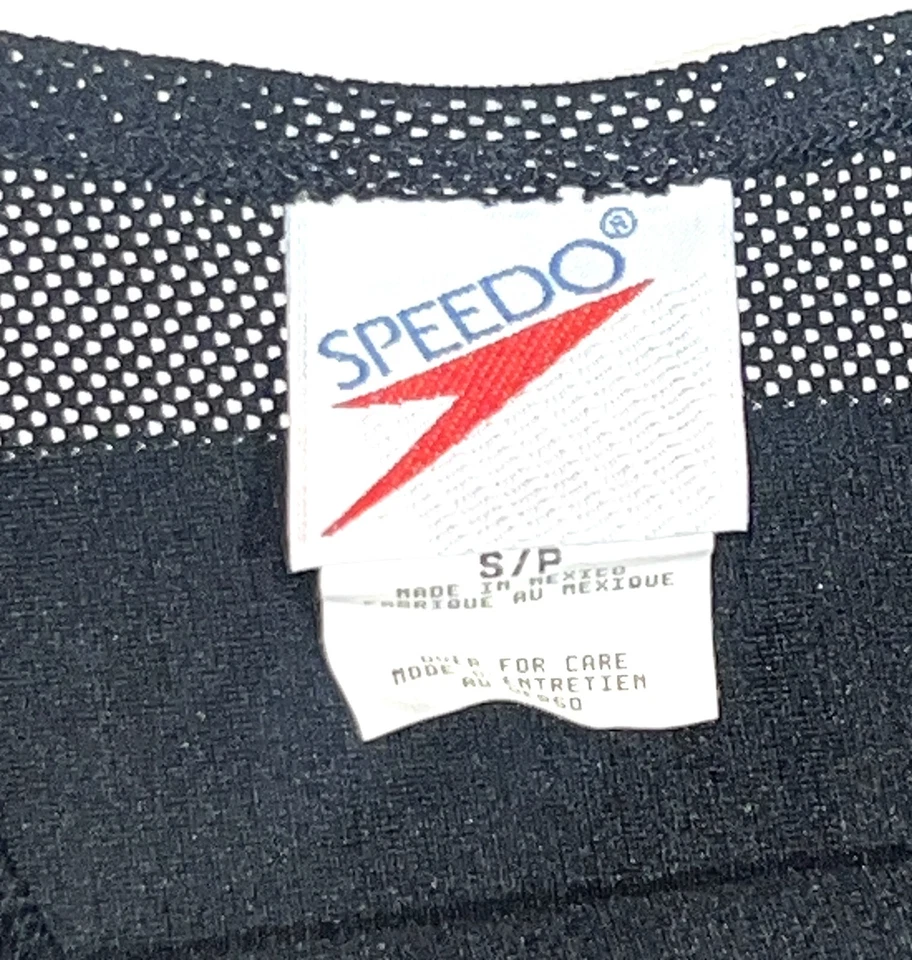 SPEEDO®
S/P
MADE IN MEXICO
FABRIQUE AU MEXIQUE
FOR CARE
MODE
AU ENTRETIEN